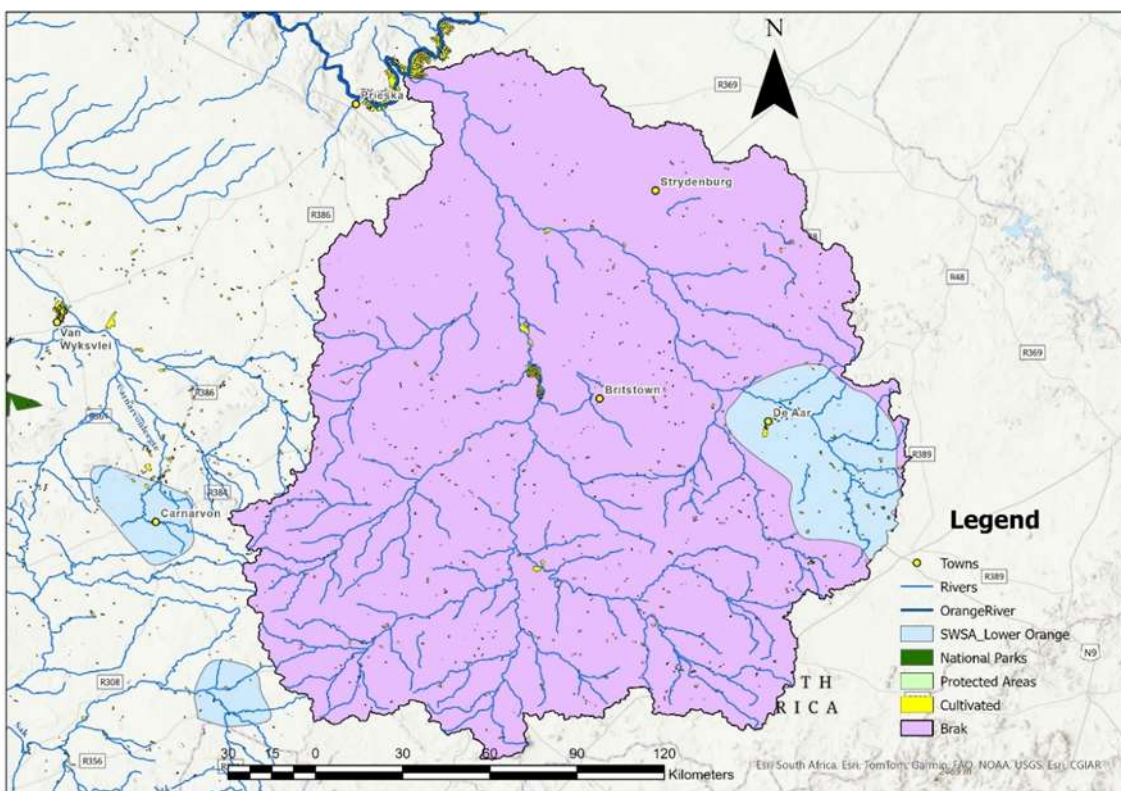 N
R369
Prieska
Strydenburg
R386
R48
Van
Wyksvlei
R369
R386
Britstown
De Aar
R389
Carnarvon
Legend
Towns
Rivers
OrangeRiver
SWSA_Lower Orange
National Parks
Protected Areas
Cultivated
Brak
R389
N9
R308
R356
Sak
TH
RICA
30 15 0 30 60 90 120
Kilometers
Esri South Africa, Esri, TomTom, Garmin, FAO, NOAA, USGS, Esri, CGIAR